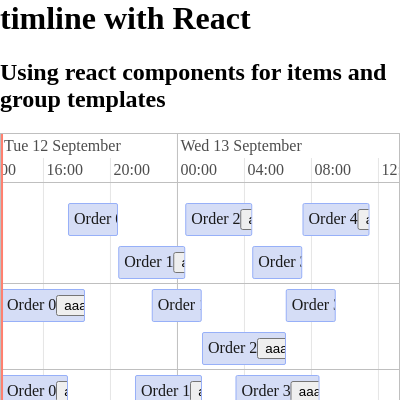 timline with React
Using react components for items and
group templates
Tue 12 September Wed 13 September
00 16:00 20:00 00:00 04:00 08:00 12
Order Order 2 Order 4
Order 1 Order
Order 0 aaa Order Order
Order 2 aaa
Order 0 Order 1 Order 3 aaa